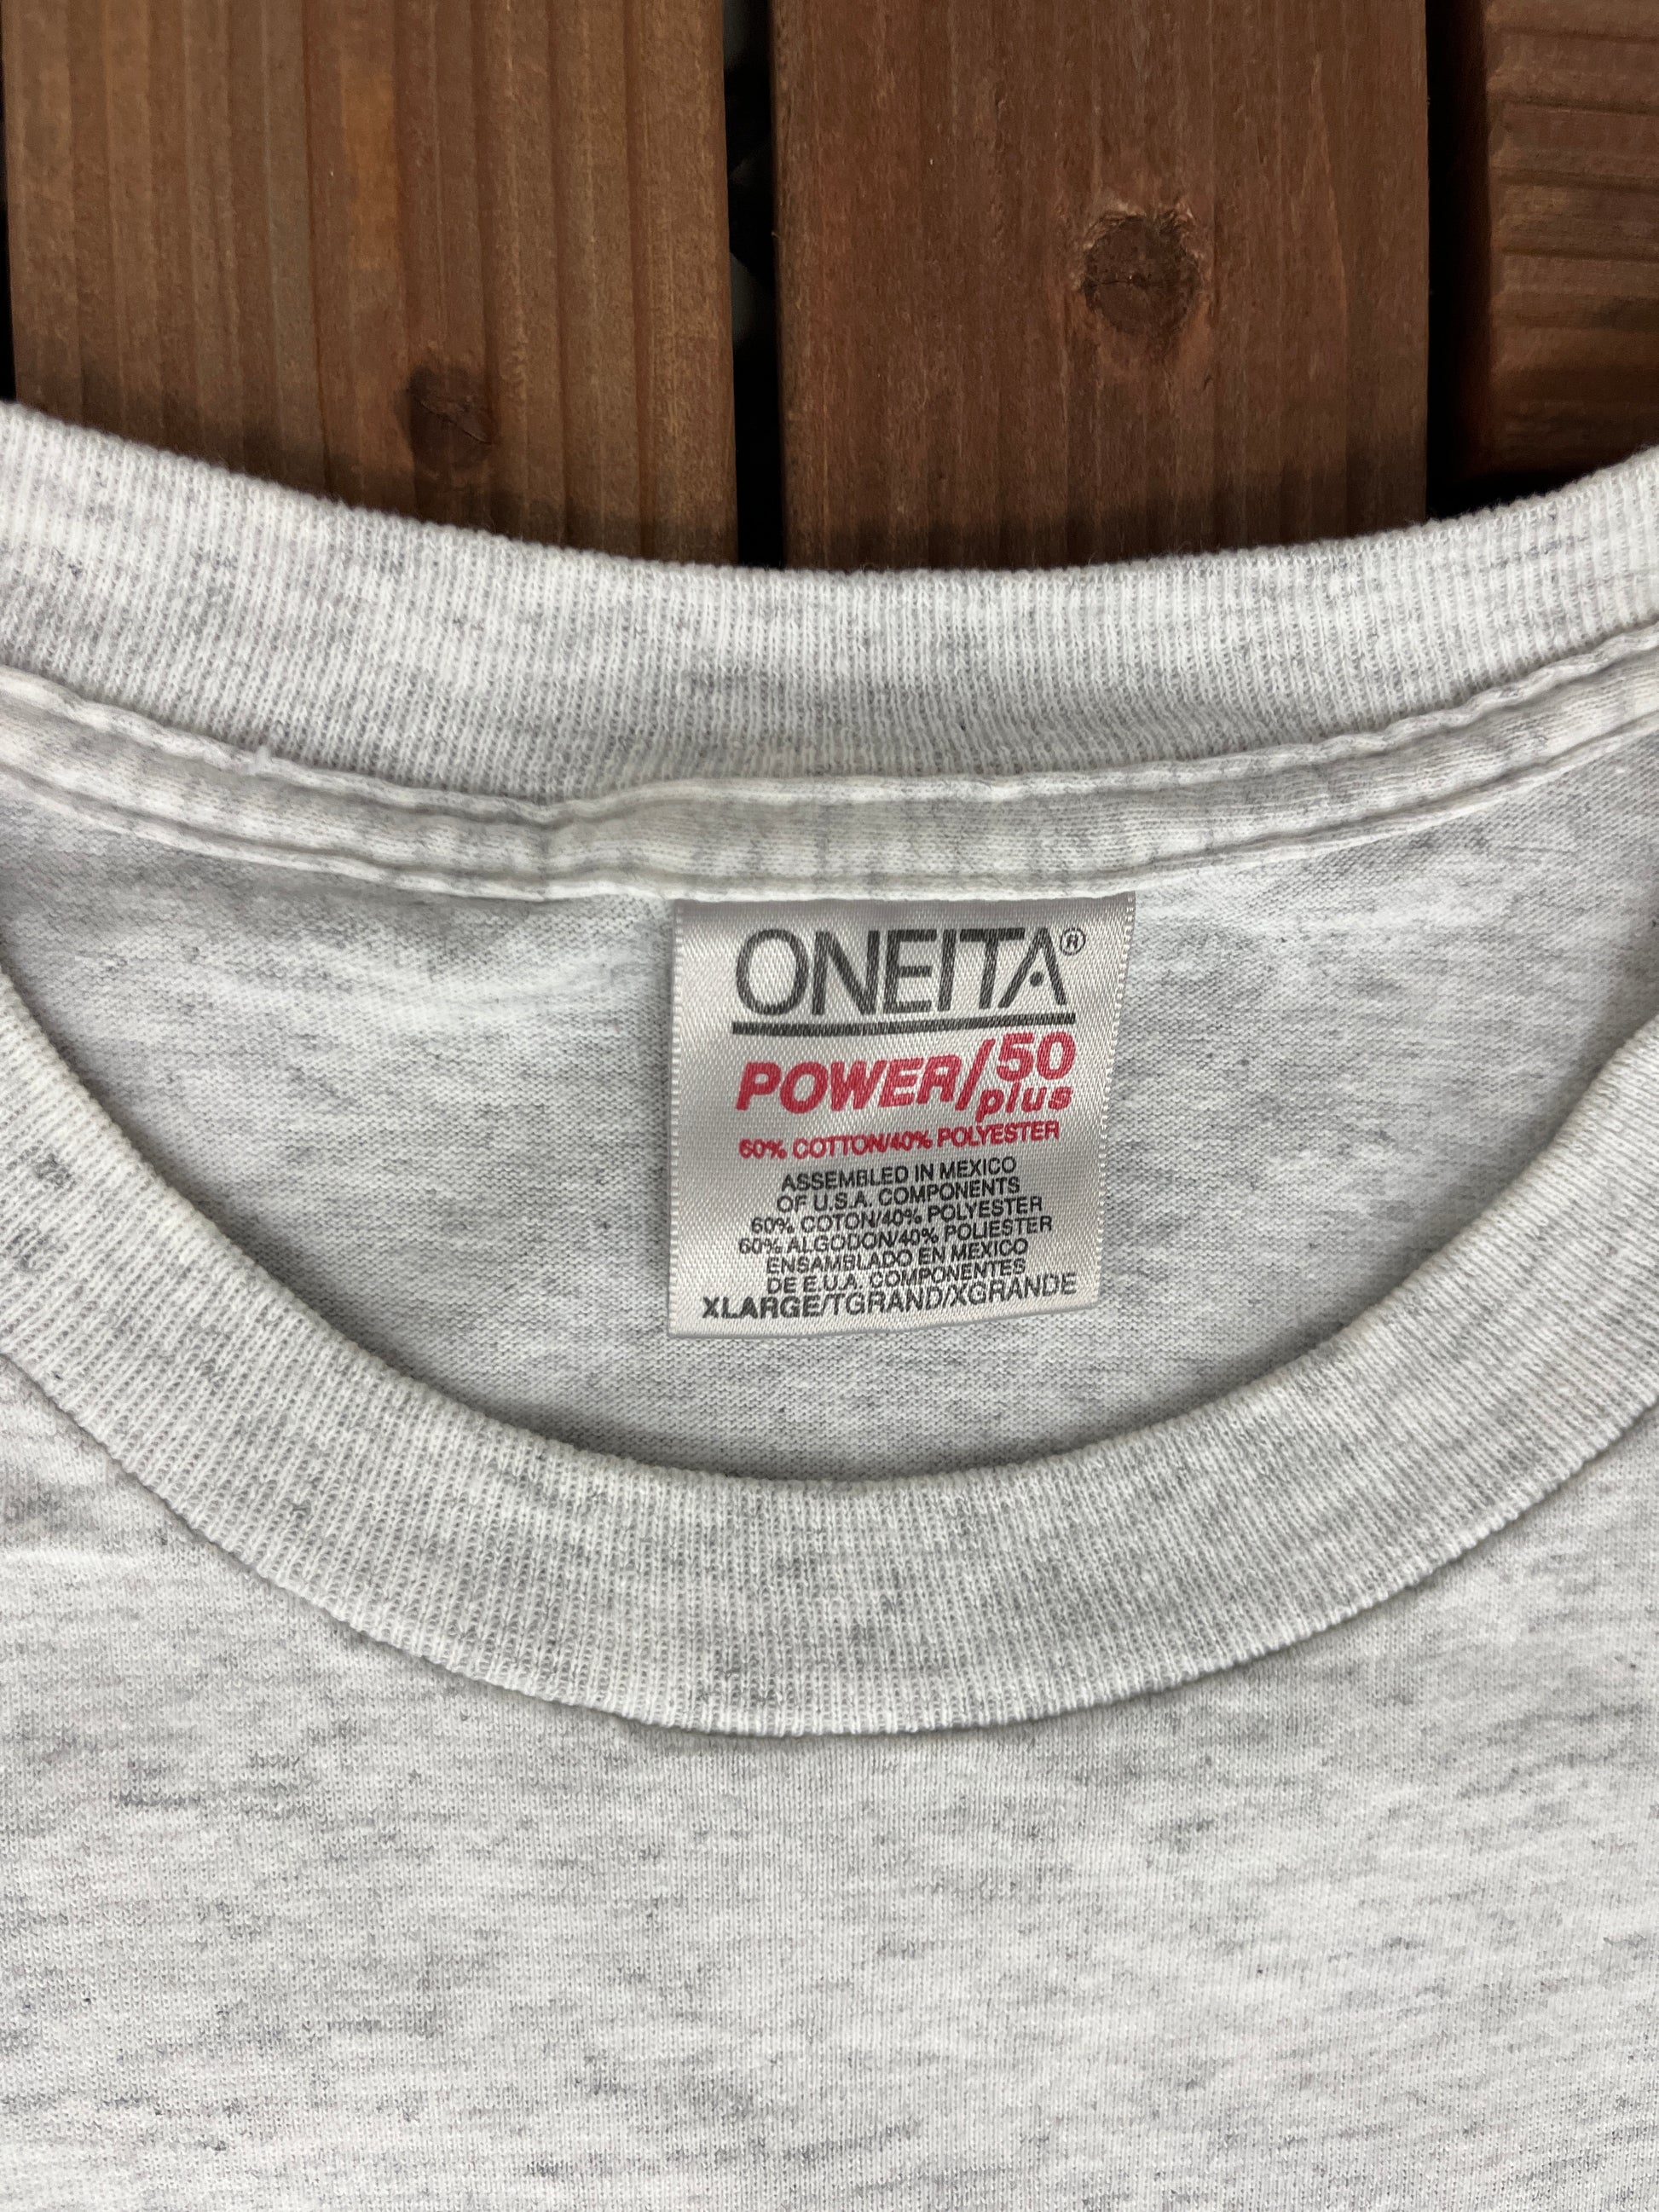 ONEITA®
POWER/50 plus
60% COTTON/40% POLYESTER
ASSEMBLED IN MEXICO
OF U.S.A. COMPONENTS
60% COTON/40% POLYESTER
60% ALGODON/40% POLIESTER
ENSAMBLADO EN MEXICO
DE E.U.A. COMPONENTES
XLARGE/TGRAND/XGRANDE